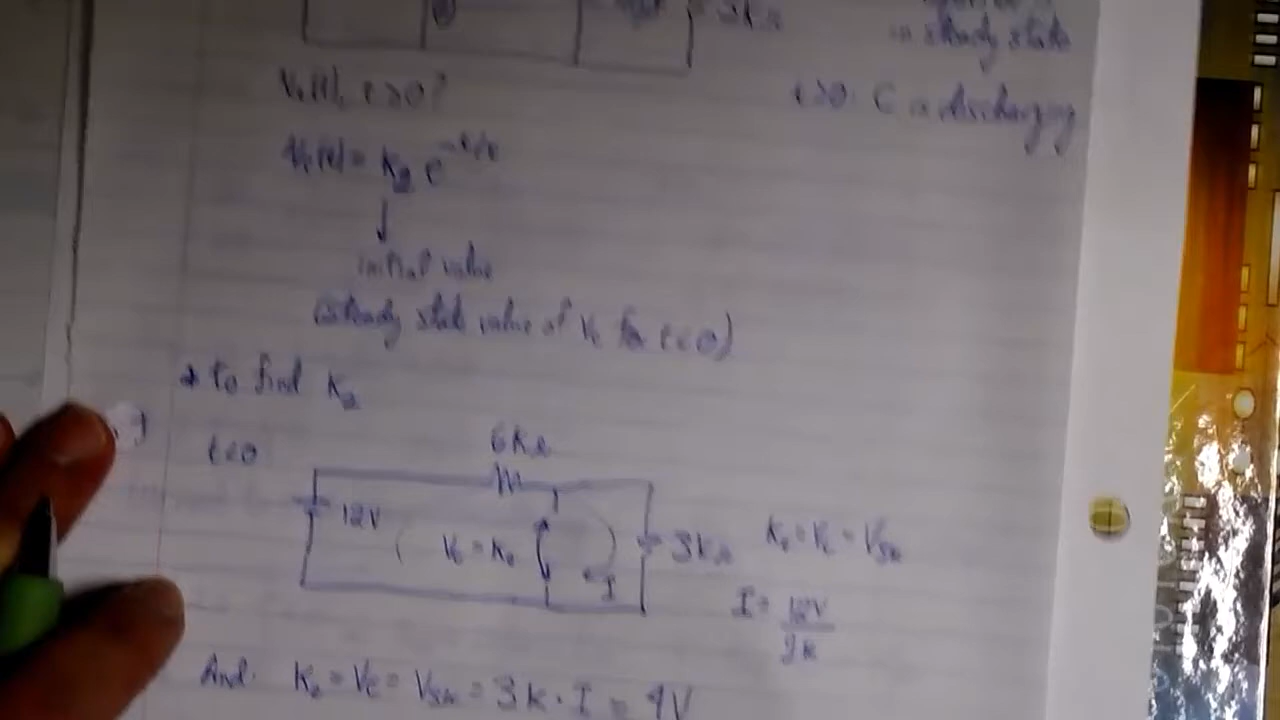 3kΩ
in steady state
Vc(t), t>0?
t>0: C is discharging
Vc(t) = K₂ e^{-t/τ}
initial value
(steady state value of Vc for t<0)
to find K₂
t<0
6kΩ
12V
Vc = K₂
I
3kΩ
K₂ = Vc = V3k
I = 12V/9k
And: K₂ = Vc = V3k = 3k · I = 4V